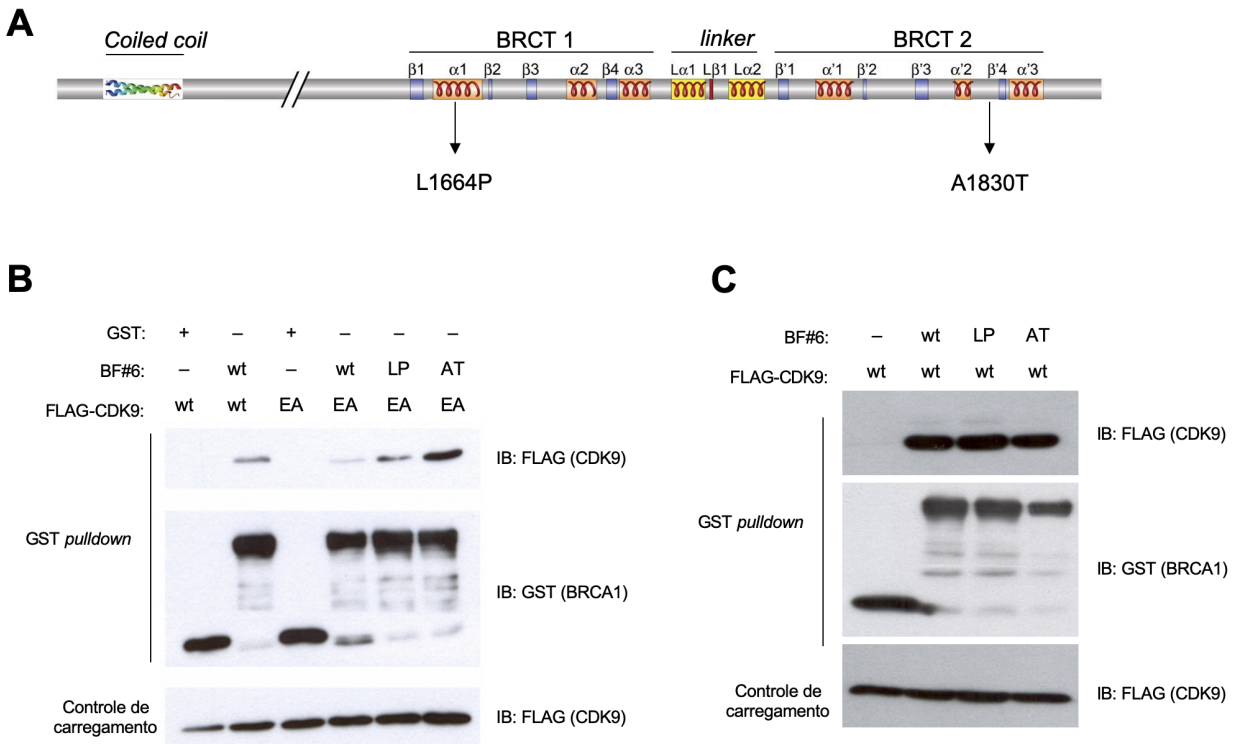 A
Coiled coil
BRCT 1
linker
BRCT 2
β1 α1 β2 β3 α2 β4 α3 Lα1 Lβ1 Lα2 β'1 α'1 β'2 β'3 α'2 β'4 α'3
L1664P
A1830T
B
GST: + – + – – –
BF#6: – wt – wt LP AT
FLAG-CDK9: wt wt EA EA EA EA
IB: FLAG (CDK9)
GST pulldown
IB: GST (BRCA1)
Controle de
carregamento
IB: FLAG (CDK9)
C
BF#6: – wt LP AT
FLAG-CDK9: wt wt wt wt
IB: FLAG (CDK9)
GST pulldown
IB: GST (BRCA1)
Controle de
carregamento
IB: FLAG (CDK9)